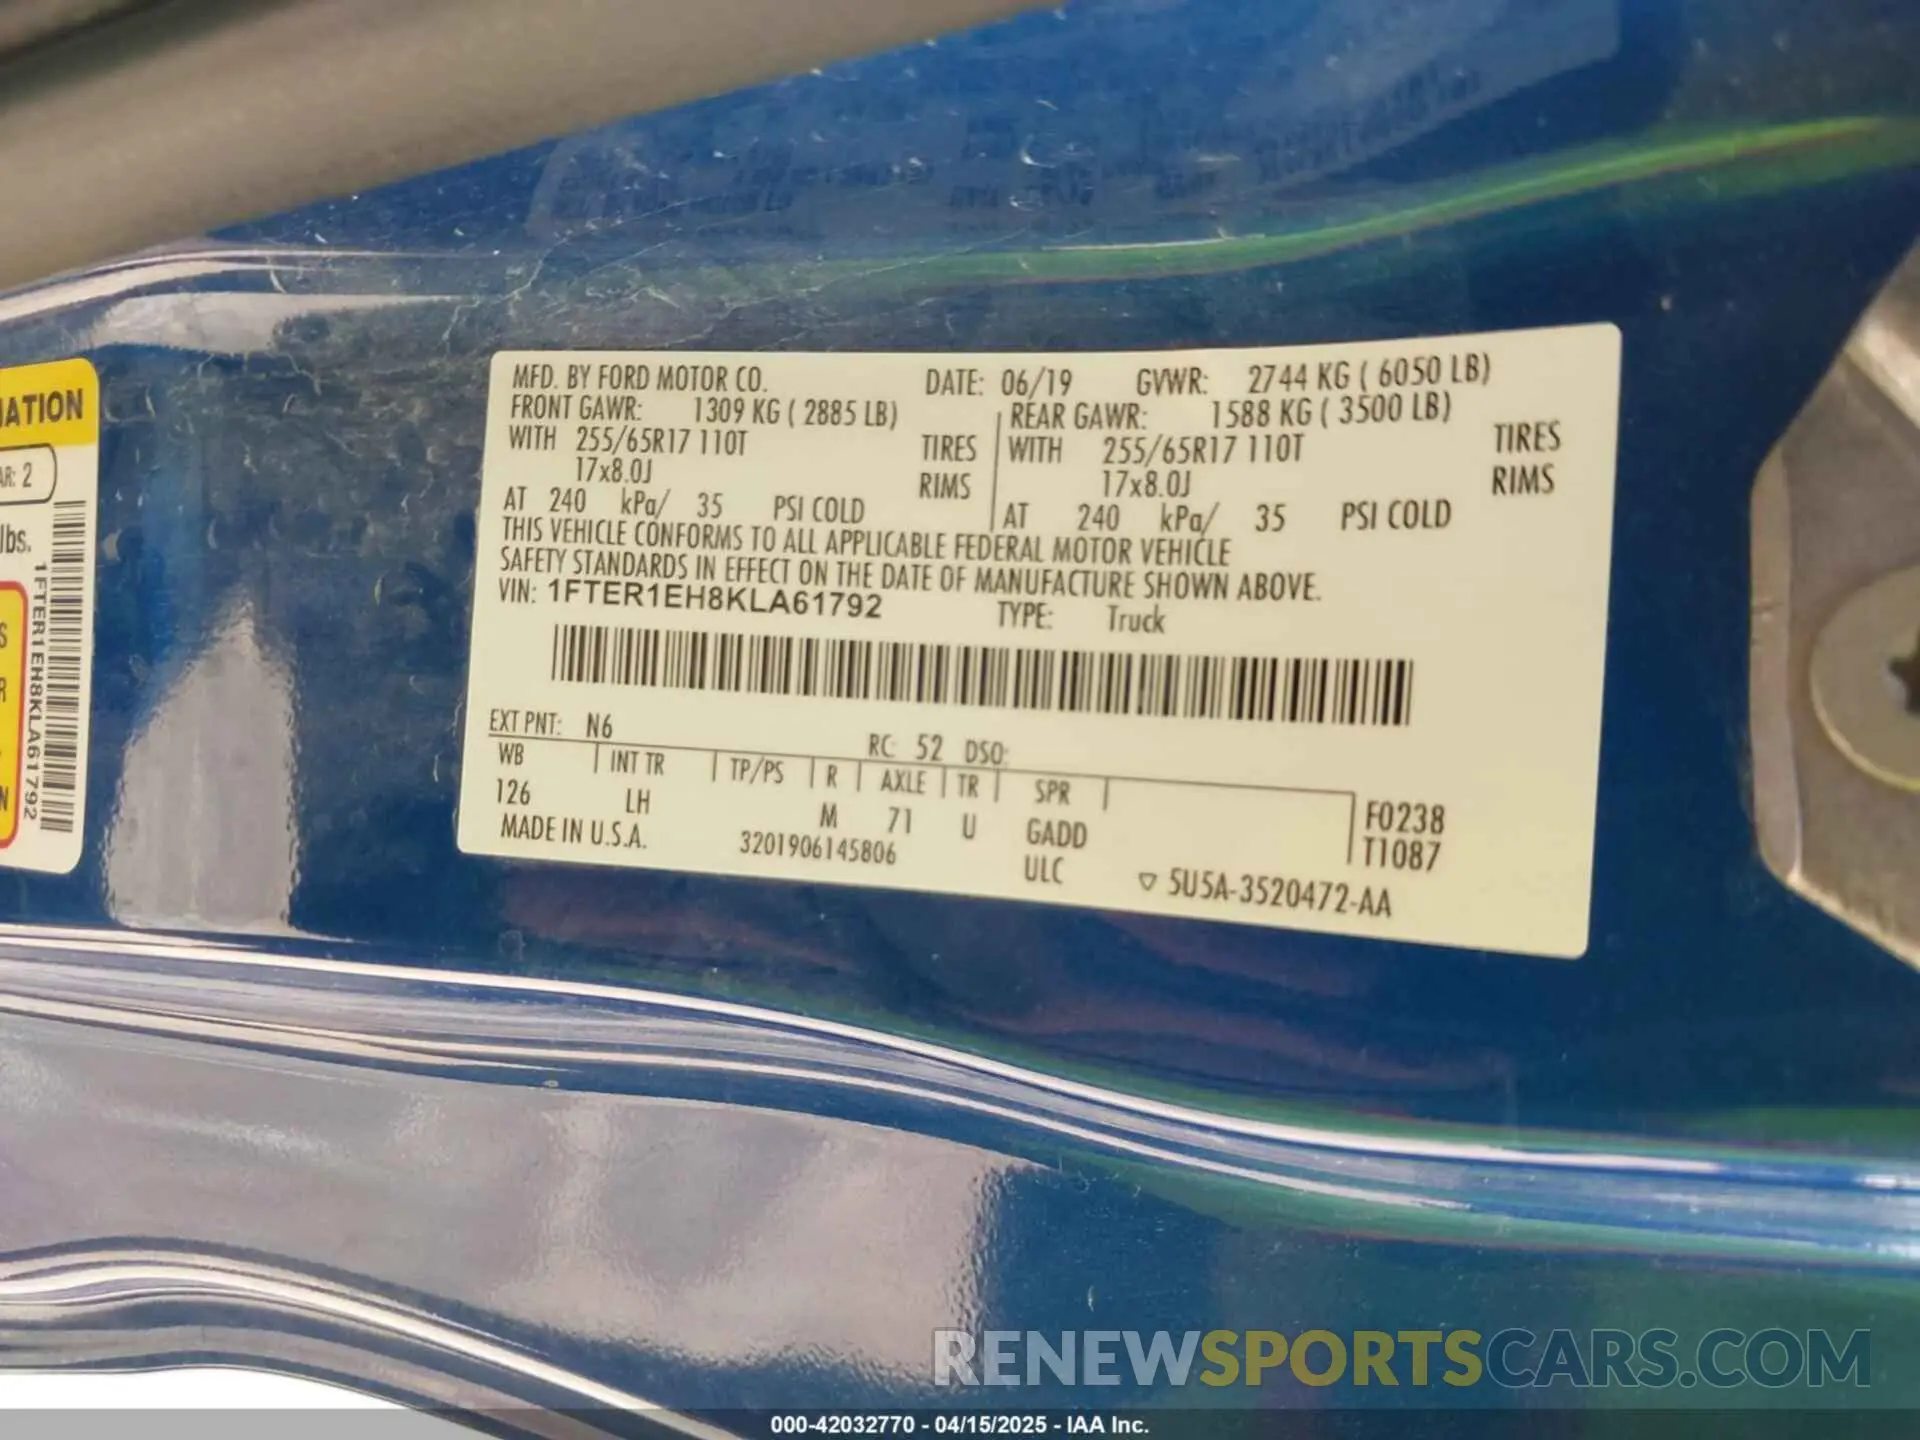 MFD. BY FORD MOTOR CO. DATE: 06/19 GVWR: 2744 KG ( 6050 LB)
FRONT GAWR: 1309 KG ( 2885 LB) REAR GAWR: 1588 KG ( 3500 LB)
WITH 255/65R17 110T TIRES WITH 255/65R17 110T TIRES
17x8.0J RIMS 17x8.0J RIMS
AT 240 kPa/ 35 PSI COLD AT 240 kPa/ 35 PSI COLD
THIS VEHICLE CONFORMS TO ALL APPLICABLE FEDERAL MOTOR VEHICLE
SAFETY STANDARDS IN EFFECT ON THE DATE OF MANUFACTURE SHOWN ABOVE.
VIN: 1FTER1EH8KLA61792 TYPE: Truck
EXT PNT: N6 RC: 52 DSO:
WB INT TR TP/PS R AXLE TR SPR
126 LH M 71 U GADD F0238
MADE IN U.S.A. 3201906145806 ULC T1087
▽ 5U5A-3520472-AA
IATION
AR: 2
lbs.
S
R
N
1FTER1EH8KLA61792
RENEWSPORTSCARS.COM
000-42032770 - 04/15/2025 - IAA Inc.